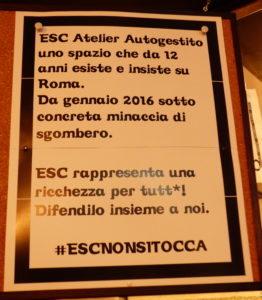 ESC Atelier Autogestito
uno spazio che da 12
anni esiste e insiste su
Roma.
Da gennaio 2016 sotto
concreta minaccia di
sgombero.
ESC rappresenta una
ricchezza per tutt*!
Difendilo insieme a noi.
#ESCNONSITOCCA